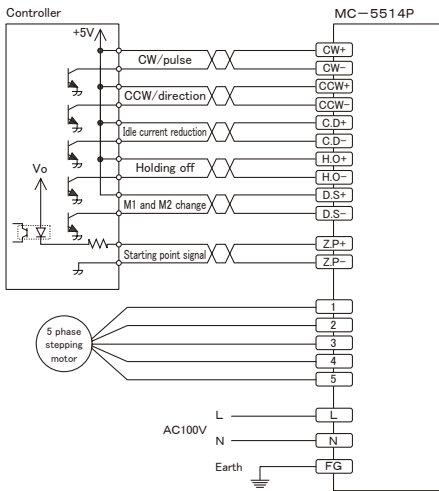 Controller
MC-5514P
+5V
CW/pulse
CW+
CW-
CCW/direction
CCW+
CCW-
Idle current reduction
C.D+
C.D-
Vo
Holding off
H.O+
H.O-
M1 and M2 change
D.S+
D.S-
Starting point signal
Z.P+
Z.P-
5 phase
stepping
motor
1
2
3
4
5
AC100V
L
L
N
N
Earth
FG